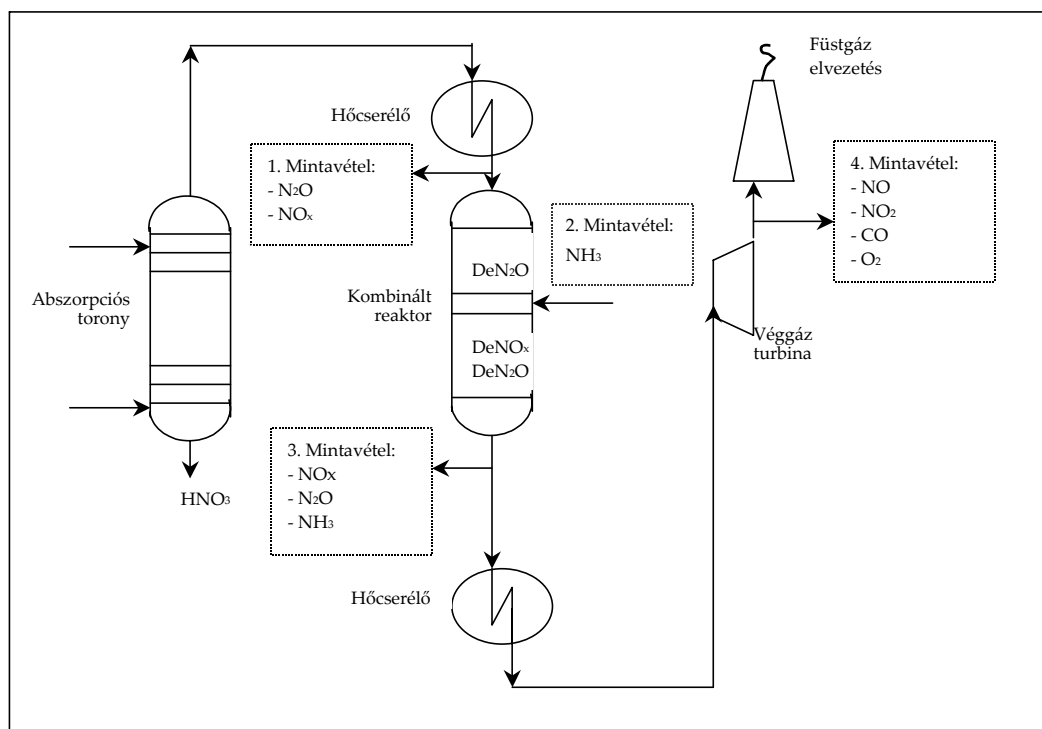 Füstgáz
elvezetés
Hőcserélő
1. Mintavétel:
- N₂O
- NOₓ
4. Mintavétel:
- NO
- NO₂
- CO
- O₂
2. Mintavétel:
NH₃
DeN₂O
Abszorpciós
torony
Kombinált
reaktor
DeNOₓ
DeN₂O
Véggáz
turbina
3. Mintavétel:
- NOx
- N₂O
- NH₃
HNO₃
Hőcserélő